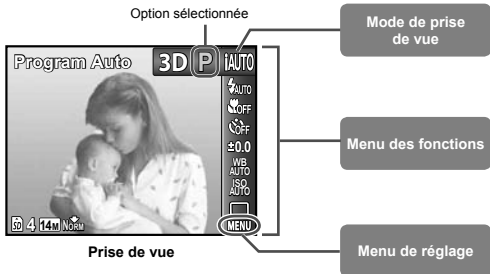 Option sélectionnée
Mode de prise
de vue
Program Auto 3D P iAUTO
AUTO
OFF
OFF
±0.0
Menu des fonctions
WB
AUTO
ISO
AUTO
SD 4 14M NORM
MENU
Prise de vue
Menu de réglage